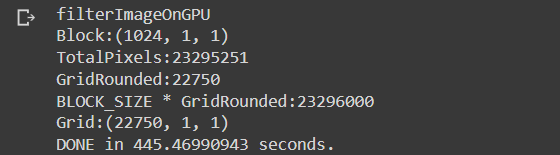 filterImageOnGPU
Block:(1024, 1, 1)
TotalPixels:23295251
GridRounded:22750
BLOCK_SIZE * GridRounded:23296000
Grid:(22750, 1, 1)
DONE in 445.46990943 seconds.